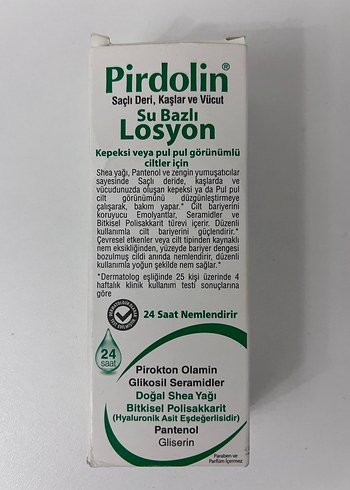 Pirdolin®
Saçlı Deri, Kaşlar ve Vücut
Su Bazlı
Losyon
Kepeksi veya pul pul görünümlü
ciltler için
Shea yağı, Pantenol ve zengin yumuşatıcılar
sayesinde Saçlı deride, kaşlarda ve
vücudunuzda oluşan kepeksi ya da Pul pul
cilt görünümünü düzgünleştirmeye
çalışarak, bakım yapar.* Cilt bariyerini
koruyucu Emolyantlar, Seramidler ve
Bitkisel Polisakkarit türevi içerir. Düzenli
kullanımla cilt bariyerini güçlendirir.*
Çevresel etkenler veya cilt tipinden kaynaklı
nem eksikliğinden, yüzeyde bariyer dengesi
bozulmuş cildi anında nemlendirir, düzenli
kullanımla yoğun şekilde nem sağlar.*
*Dermatolog eşliğinde 25 kişi üzerinde 4
haftalık klinik kullanım testi sonuçlarına
göre
24 Saat Nemlendirir
24
saat
Pirokton Olamin
Glikosil Seramidler
Doğal Shea Yağı
Bitkisel Polisakkarit
(Hyaluronik Asit Eşdeğerlisidir)
Pantenol
Gliserin
Paraben ve
Parfüm İçermez